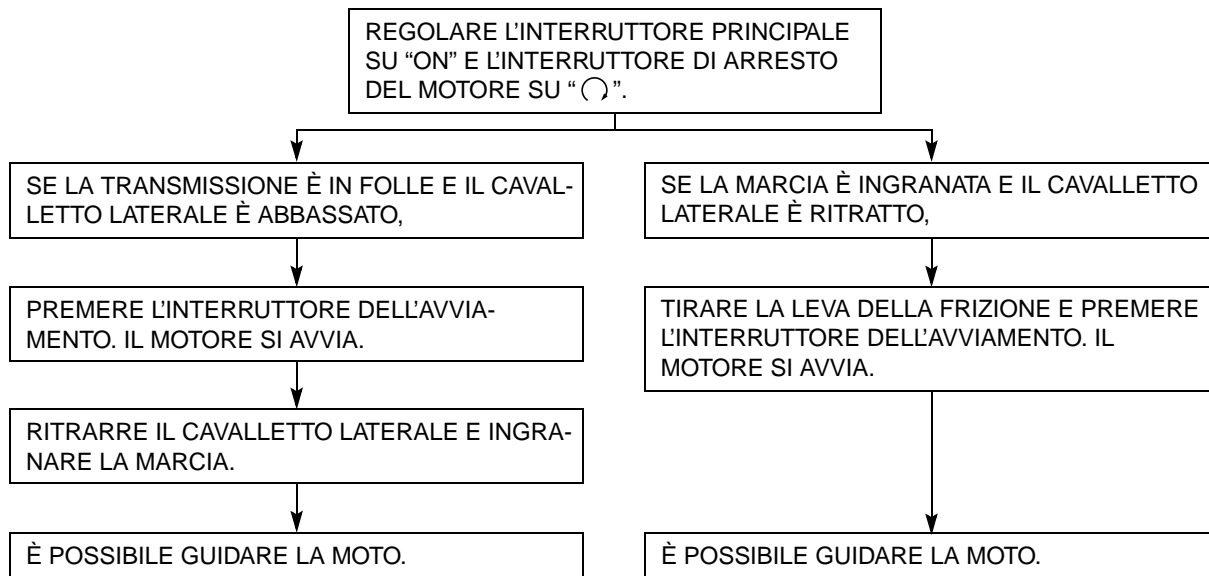 REGOLARE L’INTERRUTTORE PRINCIPALE
SU “ON” E L’INTERRUTTORE DI ARRESTO
DEL MOTORE SU “ ”.
SE LA TRANSMISSIONE È IN FOLLE E IL CAVAL-
LETTO LATERALE È ABBASSATO,
PREMERE L’INTERRUTTORE DELL’AVVIA-
MENTO. IL MOTORE SI AVVIA.
RITRARRE IL CAVALLETTO LATERALE E INGRA-
NARE LA MARCIA.
È POSSIBILE GUIDARE LA MOTO.
SE LA MARCIA È INGRANATA E IL CAVALLETTO
LATERALE È RITRATTO,
TIRARE LA LEVA DELLA FRIZIONE E PREMERE
L’INTERRUTTORE DELL’AVVIAMENTO. IL
MOTORE SI AVVIA.
È POSSIBILE GUIDARE LA MOTO.